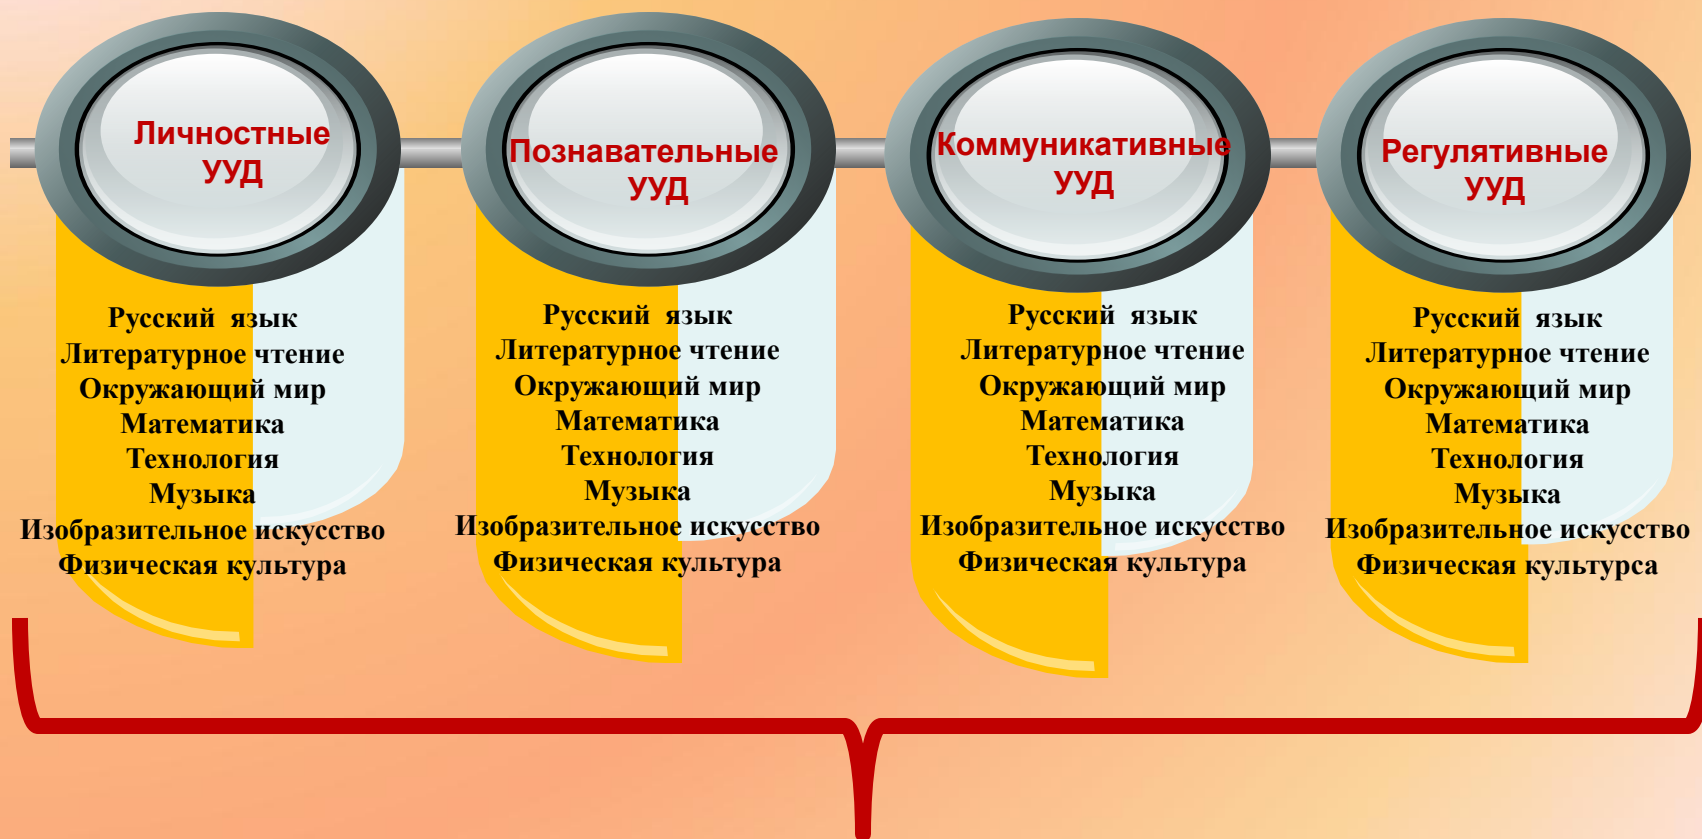 Личностные
УУД
Русский язык
Литературное чтение
Окружающий мир
Математика
Технология
Музыка
Изобразительное искусство
Физическая культура
Познавательные
УУД
Русский язык
Литературное чтение
Окружающий мир
Математика
Технология
Музыка
Изобразительное искусство
Физическая культура
Коммуникативные
УУД
Русский язык
Литературное чтение
Окружающий мир
Математика
Технология
Музыка
Изобразительное искусство
Физическая культура
Регулятивные
УУД
Русский язык
Литературное чтение
Окружающий мир
Математика
Технология
Музыка
Изобразительное искусство
Физическая культурса